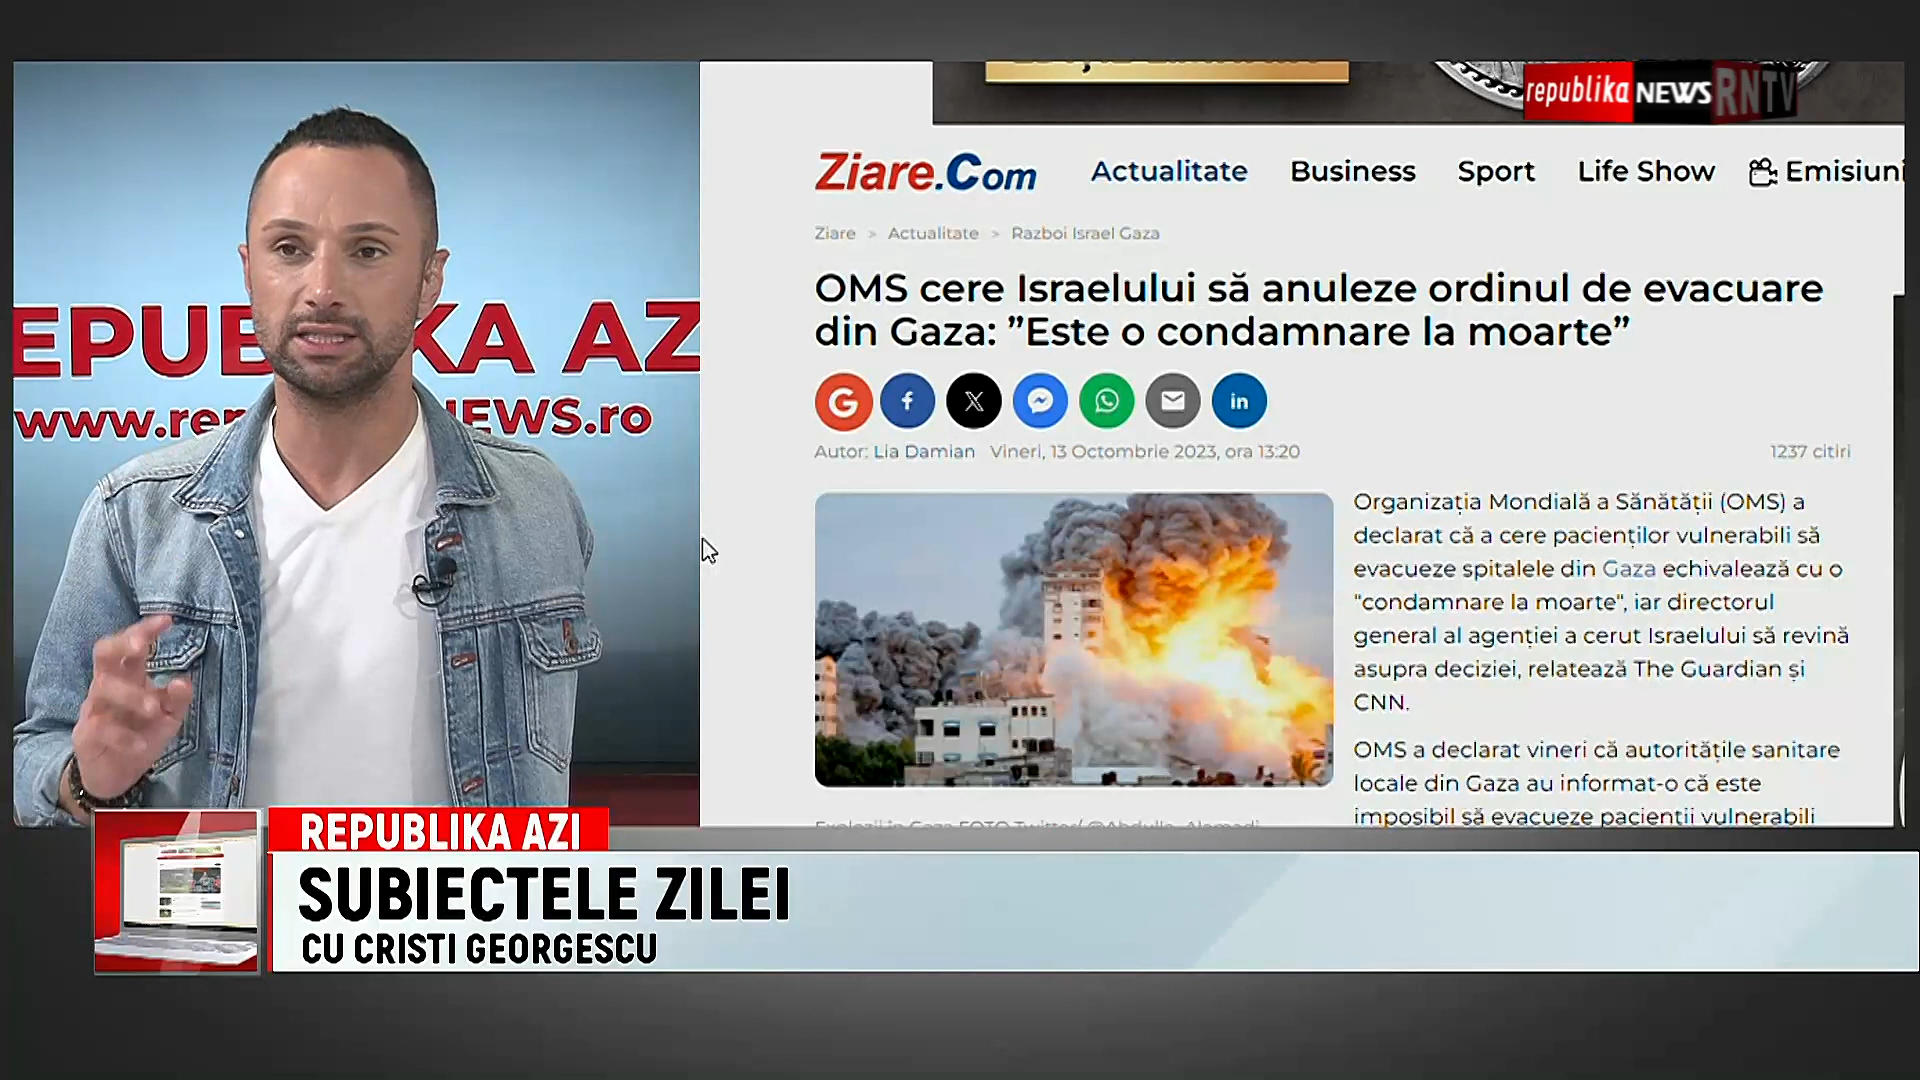 republika NEWS RNTV
EPUB KA AZ
www.rep NEWS.ro
Ziare.Com Actualitate Business Sport Life Show Emisiuni
Ziare > Actualitate > Razboi Israel Gaza
OMS cere Israelului să anuleze ordinul de evacuare
din Gaza: ”Este o condamnare la moarte”
Autor: Lia Damian Vineri, 13 Octombrie 2023, ora 13:20 1237 citiri
Organizația Mondială a Sănătății (OMS) a
declarat că a cere pacienților vulnerabili să
evacueze spitalele din Gaza echivalează cu o
"condamnare la moarte", iar directorul
general al agenției a cerut Israelului să revină
asupra deciziei, relatează The Guardian și
CNN.
OMS a declarat vineri că autoritățile sanitare
locale din Gaza au informat-o că este
imposibil să evacueze pacienții vulnerabili
REPUBLIKA AZI
SUBIECTELE ZILEI
CU CRISTI GEORGESCU